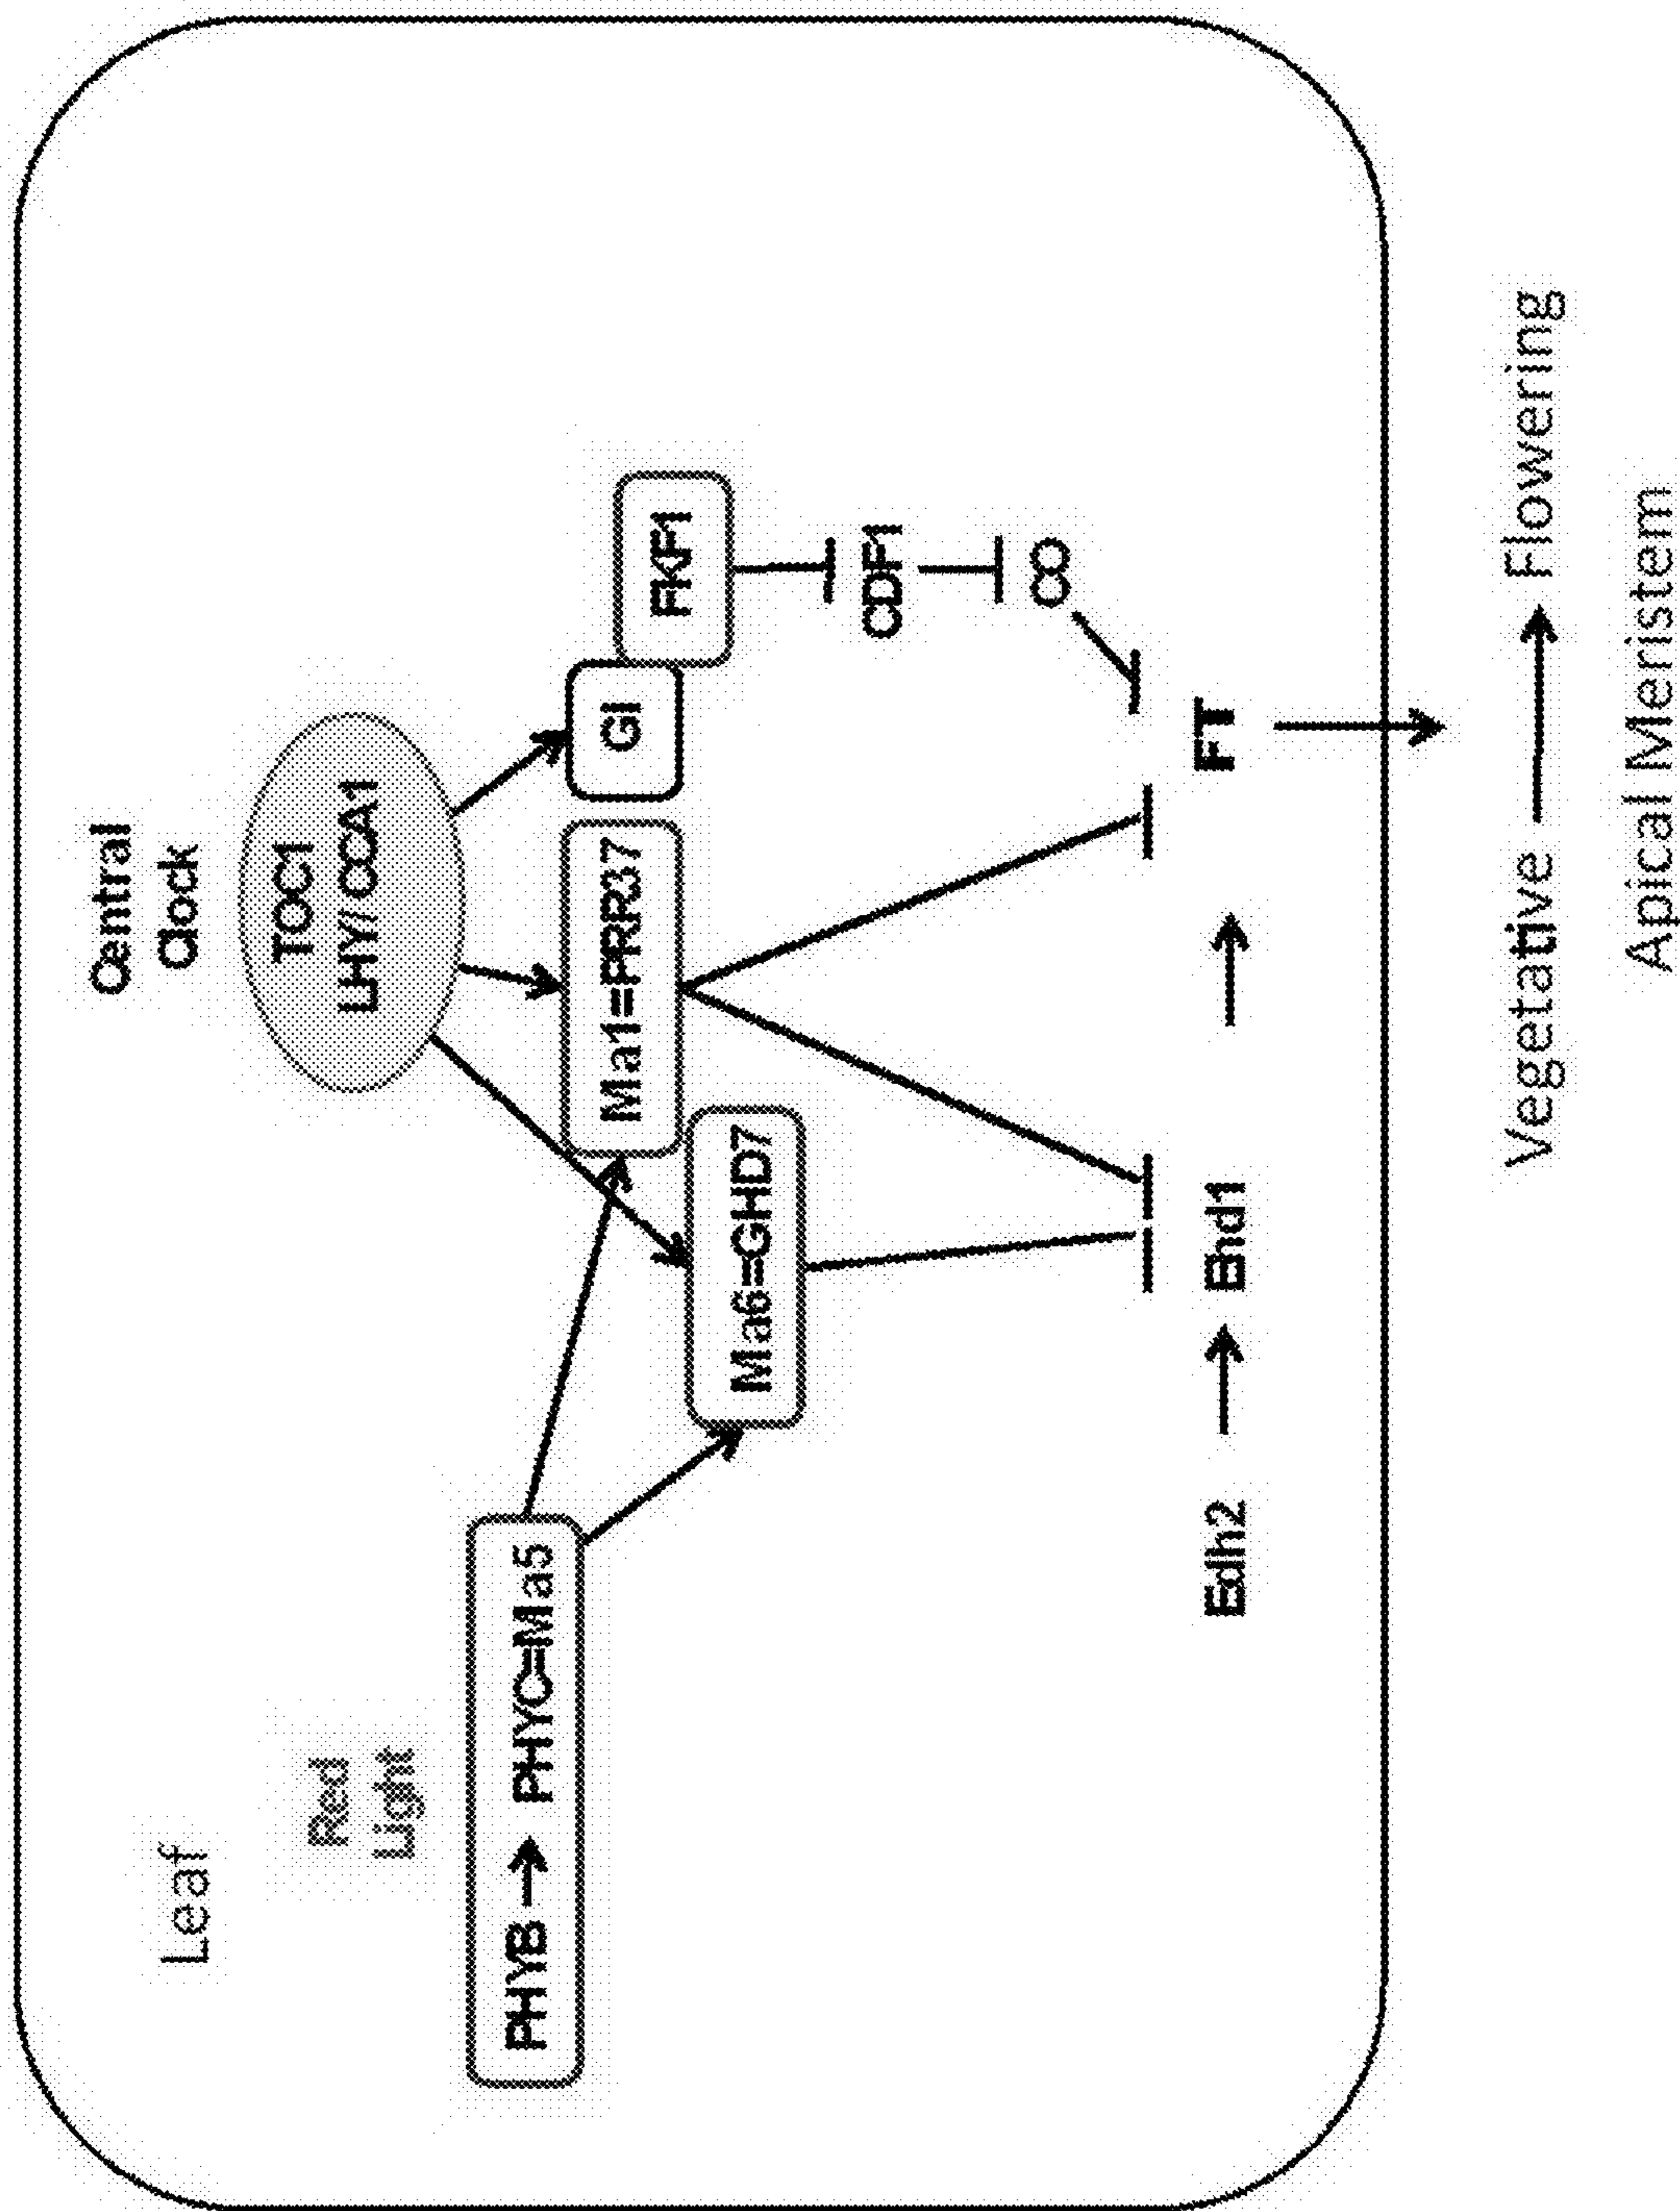 Leaf
Central
Clock
Red
Light
TOC1
LHY/CCA1
PHYB → PHYC=Ma5
Ma1=PRR37
GI
FKF1
Ma6=GHD7
CDF1
CO
Edh2 → Ehd1 → FT
Vegetative → Flowering
Apical Meristem